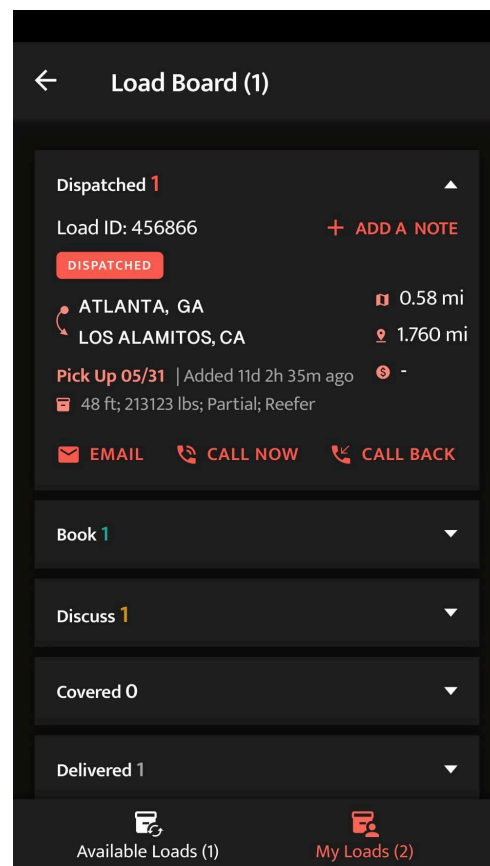 Load Board (1)
Dispatched 1
Load ID: 456866
+ ADD A NOTE
DISPATCHED
ATLANTA, GA
0.58 mi
LOS ALAMITOS, CA
1.760 mi
Pick Up 05/31 | Added 11d 2h 35m ago
-
48 ft; 213123 lbs; Partial; Reefer
EMAIL
CALL NOW
CALL BACK
Book 1
Discuss 1
Covered 0
Delivered 1
Available Loads (1)
My Loads (2)